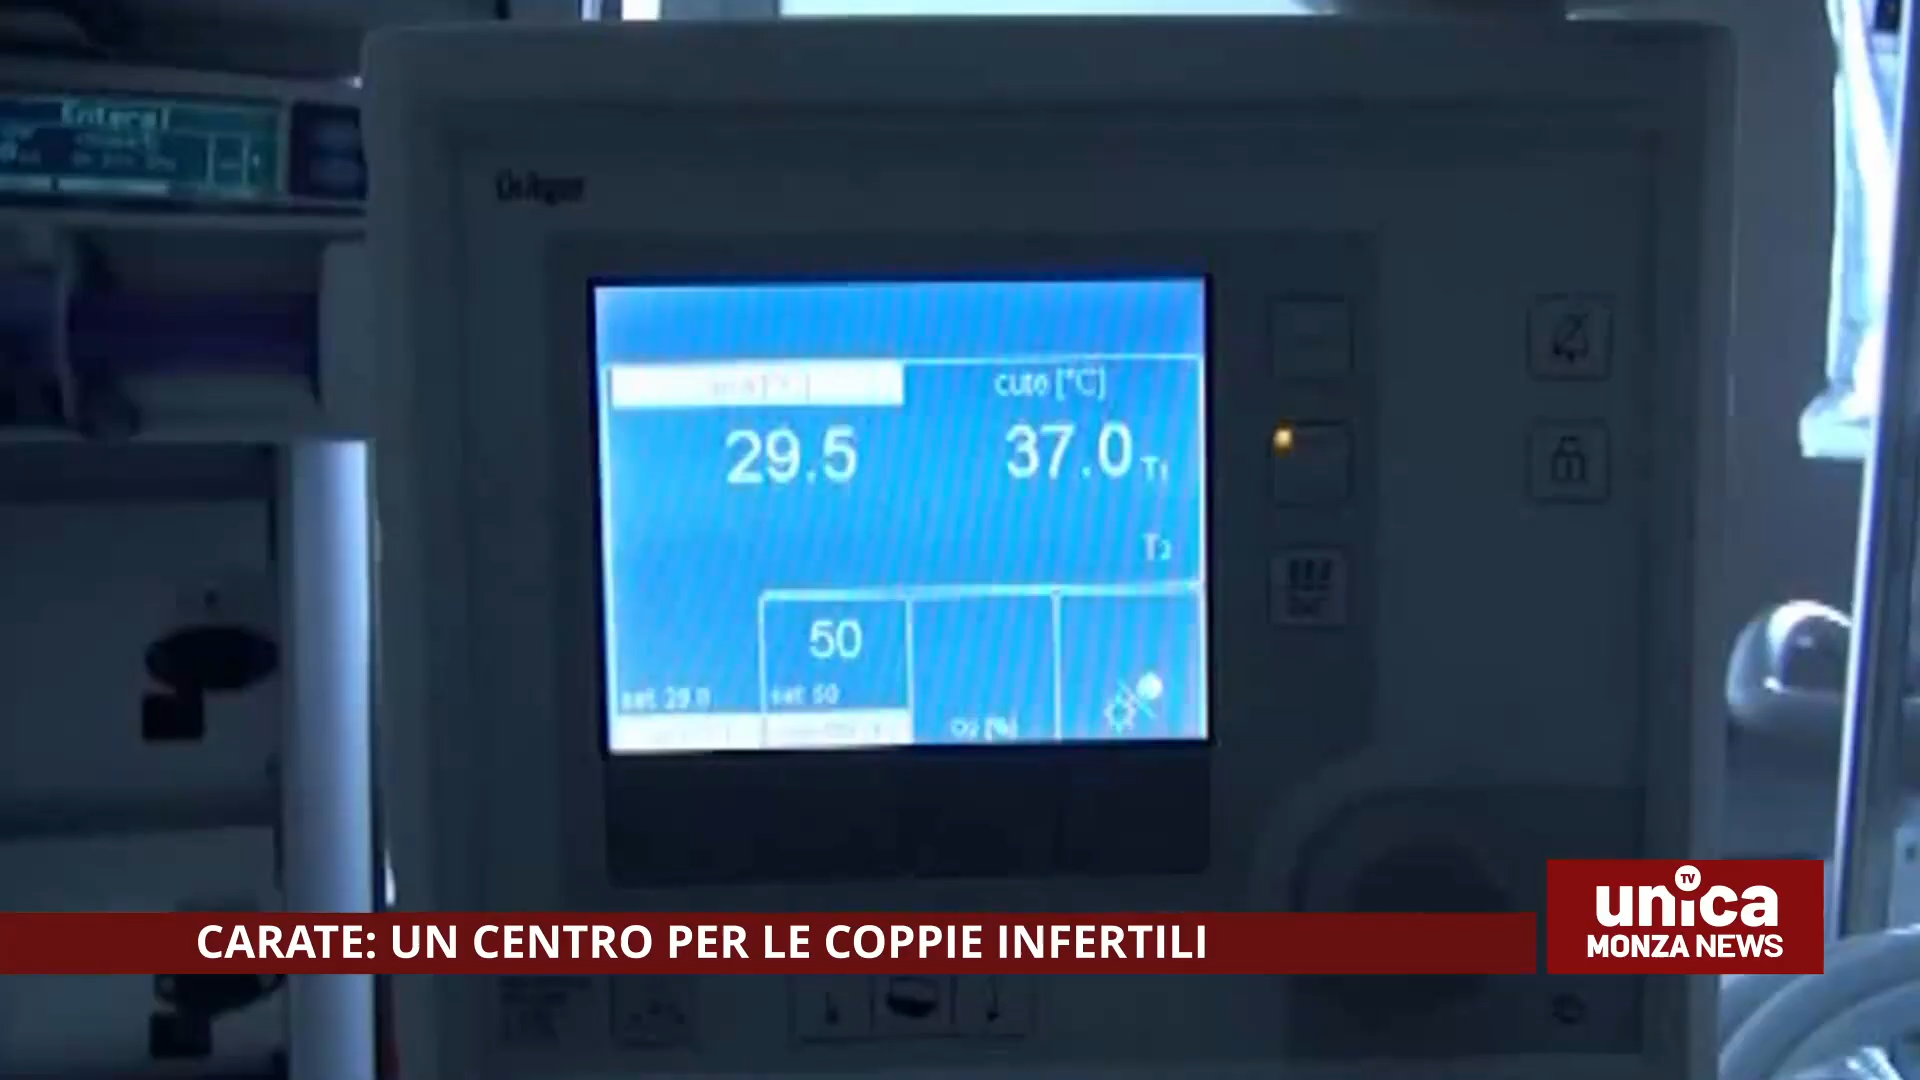 Enteral
Dräger
cute [°C]
29.5
37.0 T1
T2
50
set 29.0
set 50
O2 [%]
CARATE: UN CENTRO PER LE COPPIE INFERTILI
unica TV
MONZA NEWS